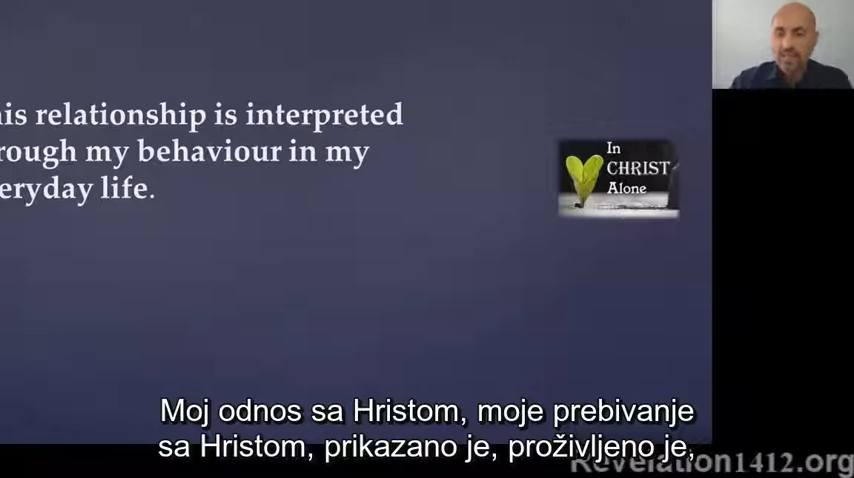 is relationship is interpreted
rough my behaviour in my
eryday life.
In
CHRIST
Alone
Moj odnos sa Hristom, moje prebivanje
sa Hristom, prikazano je, proživljeno je,
Revelation1412.org